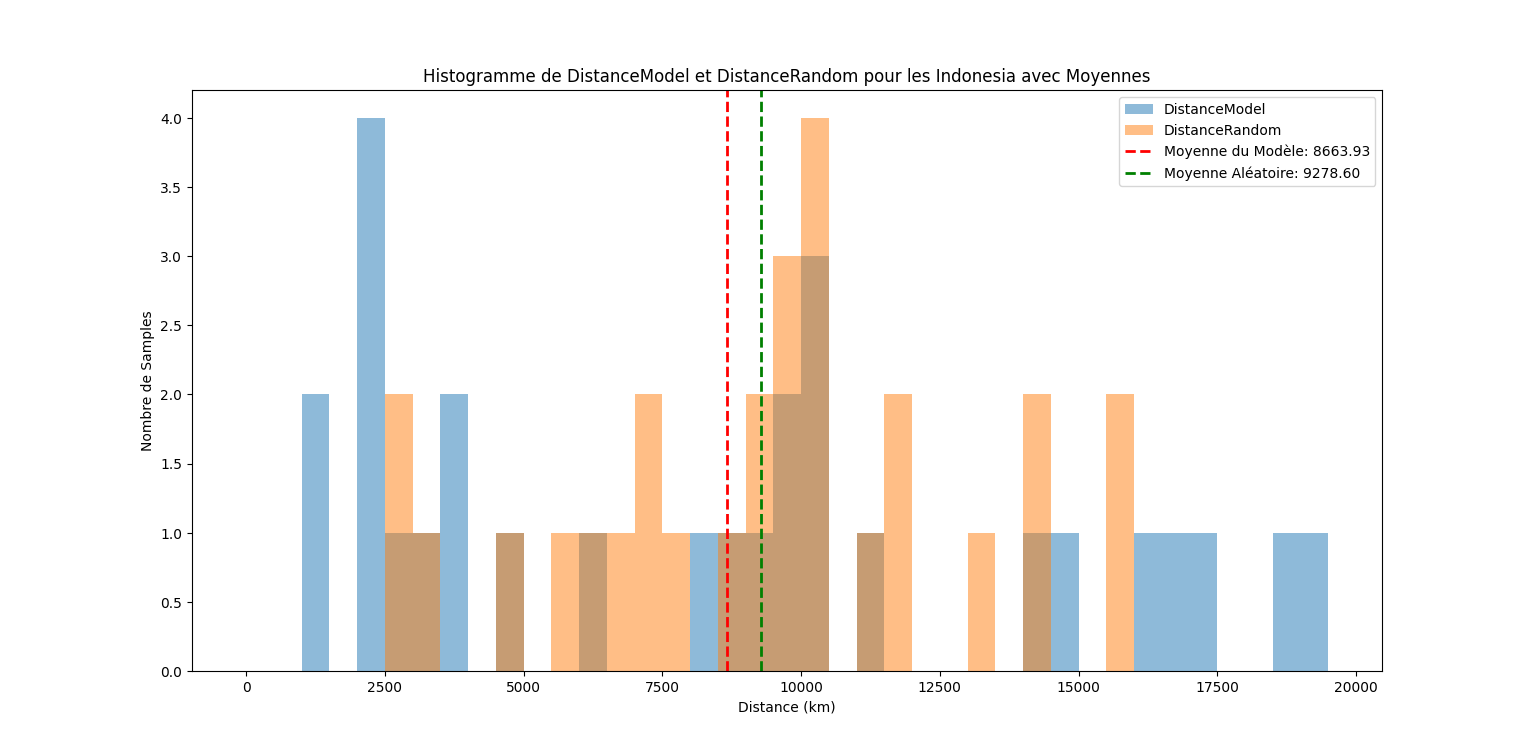 Histogramme de DistanceModel et DistanceRandom pour les Indonesia avec Moyennes
DistanceModel
DistanceRandom
Moyenne du Modèle: 8663.93
Moyenne Aléatoire: 9278.60
Nombre de Samples
4.0
3.5
3.0
2.5
2.0
1.5
1.0
0.5
0.0
0 2500 5000 7500 10000 12500 15000 17500 20000
Distance (km)